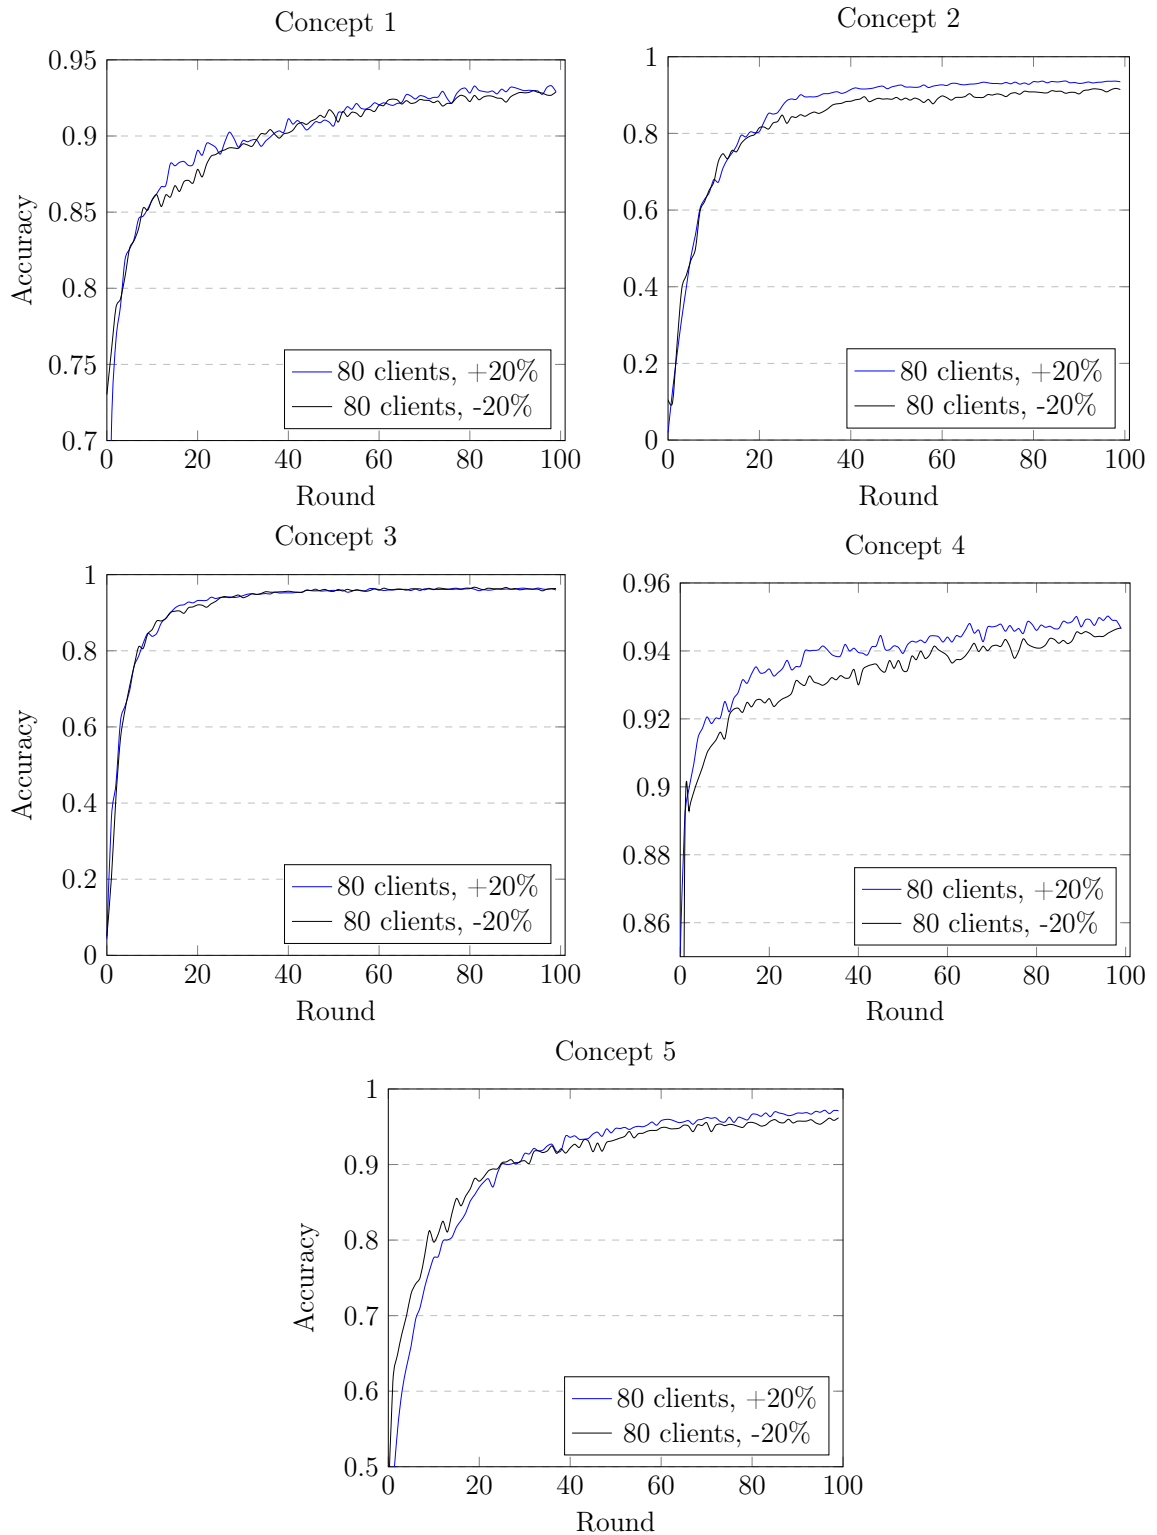 Concept 1
0.95
0.9
0.85
0.8
0.75
0.7
Accuracy
80 clients, +20%
80 clients, -20%
0 20 40 60 80 100
Round
Concept 2
1
0.8
0.6
0.4
0.2
0
80 clients, +20%
80 clients, -20%
0 20 40 60 80 100
Round
Concept 3
1
0.8
0.6
0.4
0.2
0
Accuracy
80 clients, +20%
80 clients, -20%
0 20 40 60 80 100
Round
Concept 4
0.96
0.94
0.92
0.9
0.88
0.86
80 clients, +20%
80 clients, -20%
0 20 40 60 80 100
Round
Concept 5
1
0.9
0.8
0.7
0.6
0.5
Accuracy
80 clients, +20%
80 clients, -20%
0 20 40 60 80 100
Round